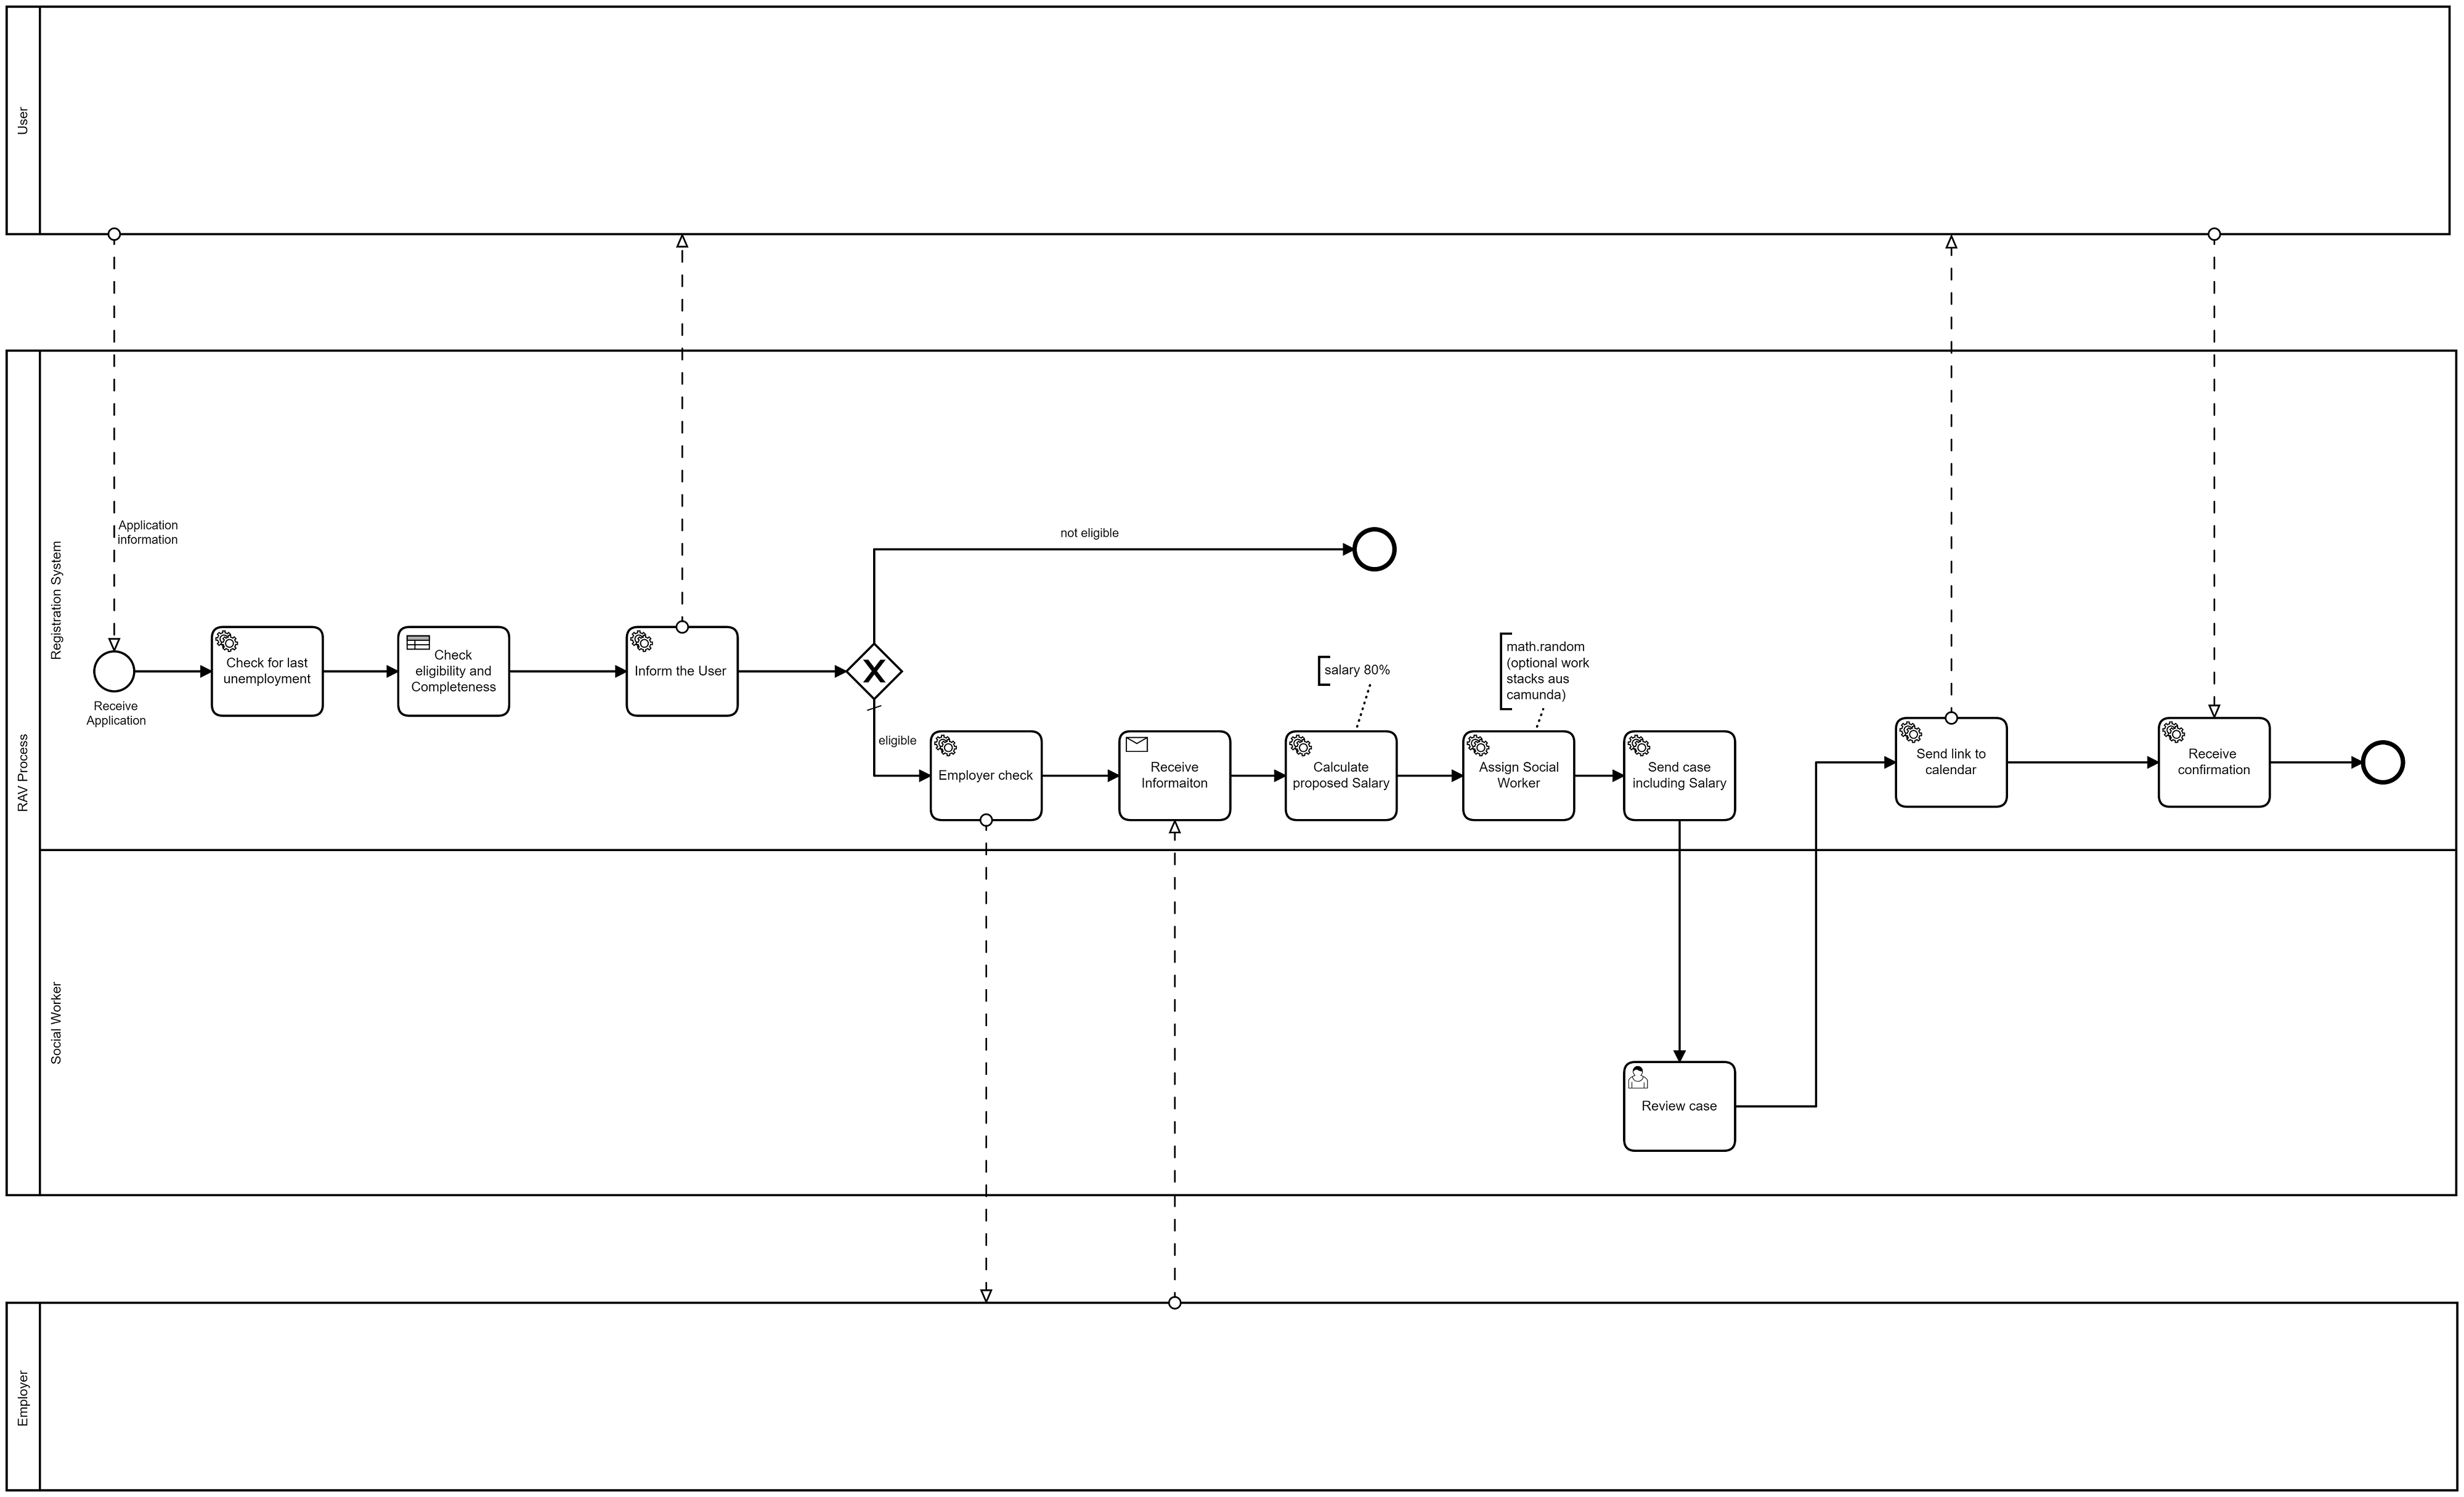 User
RAV Process
Registration System
Application
information
Receive
Application
Check for last
unemployment
Check
eligibility and
Completeness
Inform the User
not eligible
eligible
Employer check
Receive
Informaiton
salary 80%
Calculate
proposed Salary
math.random
(optional work
stacks aus
camunda)
Assign Social
Worker
Send case
including Salary
Send link to
calendar
Receive
confirmation
Social Worker
Review case
Employer